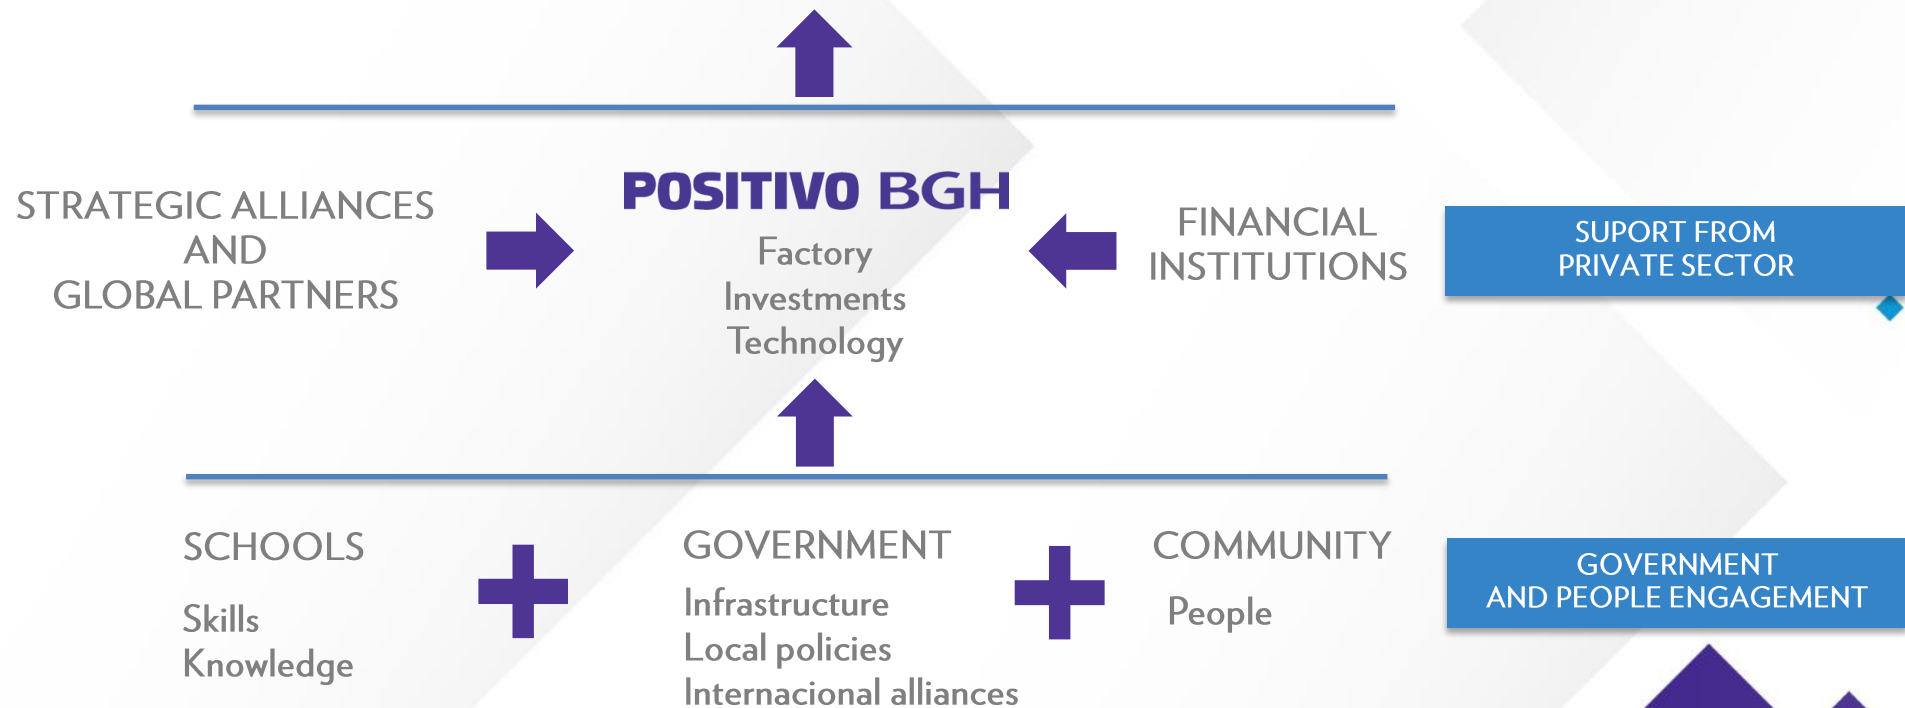 STRATEGIC ALLIANCES
AND
GLOBAL PARTNERS
POSITIVO BGH
Factory
Investments
Technology
FINANCIAL
INSTITUTIONS
SUPORT FROM
PRIVATE SECTOR
SCHOOLS
Skills
Knowledge
GOVERNMENT
Infrastructure
Local policies
Internacional alliances
COMMUNITY
People
GOVERNMENT
AND PEOPLE ENGAGEMENT